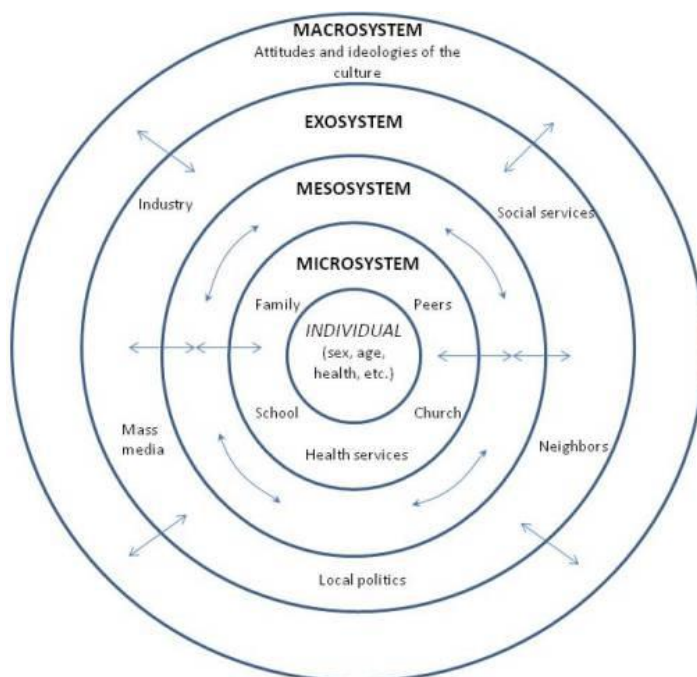 MACROSYSTEM
Attitudes and ideologies of the
culture
EXOSYSTEM
MESOSYSTEM
Industry
Social services
MICROSYSTEM
Family
Peers
INDIVIDUAL
(sex, age,
health, etc.)
School
Church
Mass
media
Health services
Neighbors
Local politics